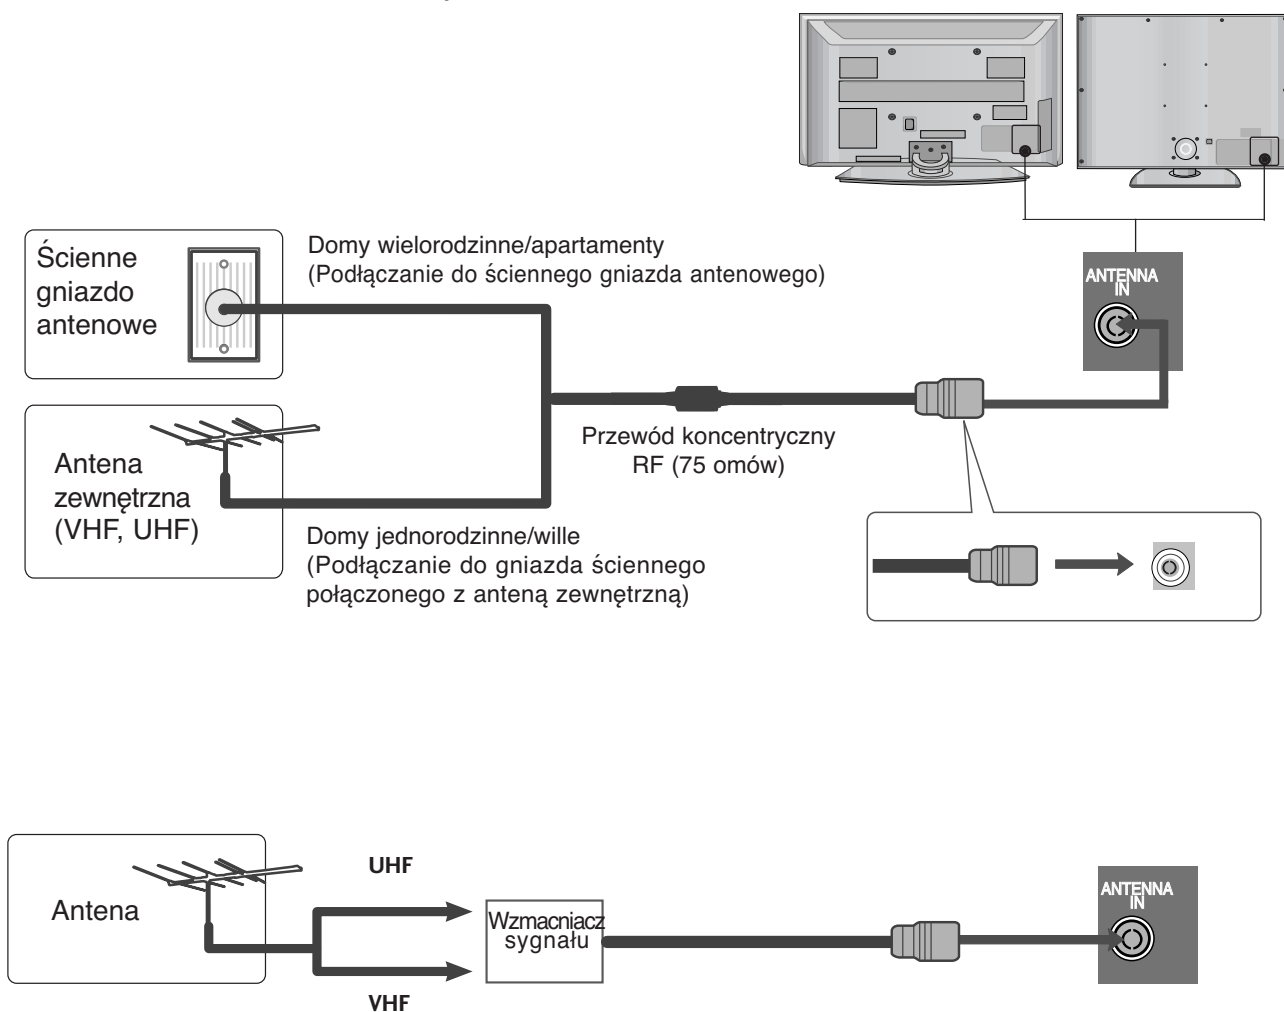 Ścienne
gniazdo
antenowe
Domy wielorodzinne/apartamenty
(Podłączanie do ściennego gniazda antenowego)
ANTENNA
IN
Antena
zewnętrzna
(VHF, UHF)
Przewód koncentryczny
RF (75 omów)
Domy jednorodzinne/wille
(Podłączanie do gniazda ściennego
połączonego z anteną zewnętrzną)
Antena
UHF
VHF
Wzmacniacz
sygnału
ANTENNA
IN